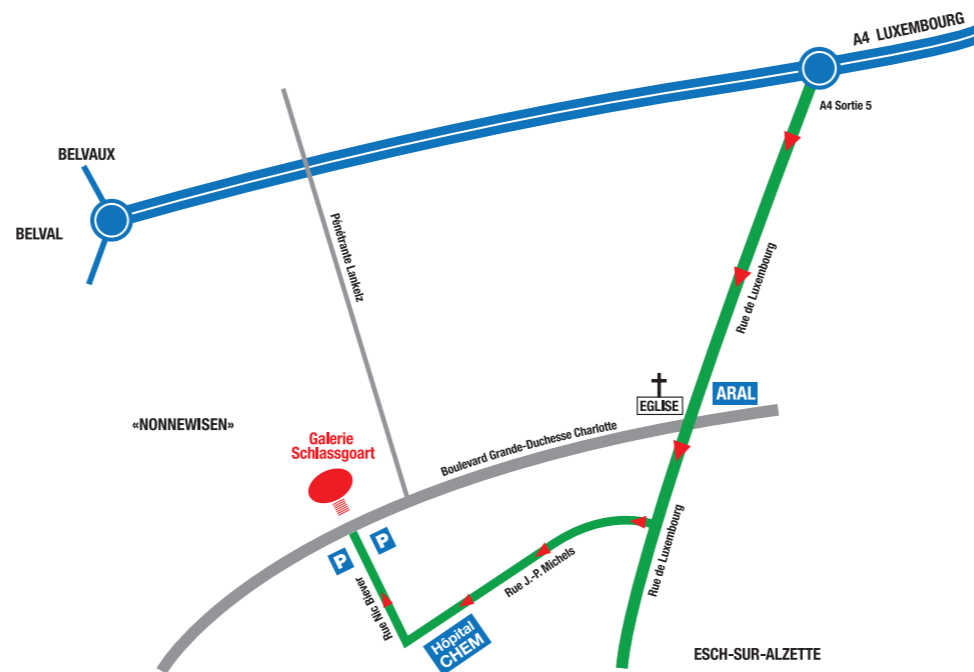 A4 LUXEMBOURG
A4 Sortie 5
BELVAUX
BELVAL
Pénétrante Lankelz
Rue de Luxembourg
ARAL
EGLISE
«NONNEWISEN»
Galerie
Schlassgoart
Boulevard Grande-Duchesse Charlotte
P
P
Rue de Luxembourg
Rue J.-P. Michels
Rue Nic Biever
Hôpital
CHEM
ESCH-SUR-ALZETTE